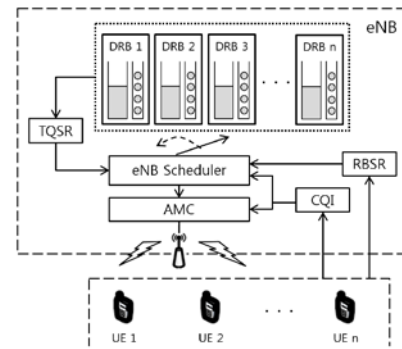 eNB
DRB 1 DRB 2 DRB 3 . . . DRB n
TQSR
eNB Scheduler
RBSR
CQI
AMC
UE 1 UE 2 . . . UE n